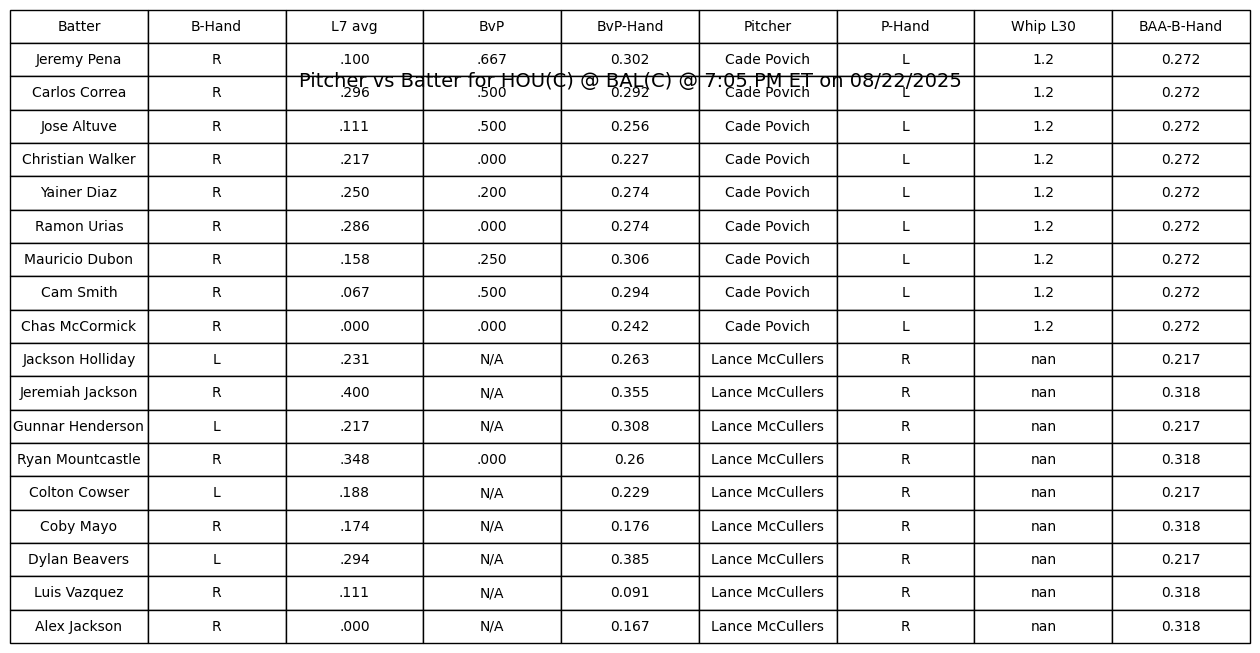 Batter B-Hand L7 avg BvP BvP-Hand Pitcher P-Hand Whip L30 BAA-B-Hand
Jeremy Pena R .100 .667 0.302 Cade Povich L 1.2 0.272
Pitcher vs Batter for HOU(C) @ BAL(C) @ 7:05 PM ET on 08/22/2025
Carlos Correa R .296 .500 0.292 Cade Povich L 1.2 0.272
Jose Altuve R .111 .500 0.256 Cade Povich L 1.2 0.272
Christian Walker R .217 .000 0.227 Cade Povich L 1.2 0.272
Yainer Diaz R .250 .200 0.274 Cade Povich L 1.2 0.272
Ramon Urias R .286 .000 0.274 Cade Povich L 1.2 0.272
Mauricio Dubon R .158 .250 0.306 Cade Povich L 1.2 0.272
Cam Smith R .067 .500 0.294 Cade Povich L 1.2 0.272
Chas McCormick R .000 .000 0.242 Cade Povich L 1.2 0.272
Jackson Holliday L .231 N/A 0.263 Lance McCullers R nan 0.217
Jeremiah Jackson R .400 N/A 0.355 Lance McCullers R nan 0.318
Gunnar Henderson L .217 N/A 0.308 Lance McCullers R nan 0.217
Ryan Mountcastle R .348 .000 0.26 Lance McCullers R nan 0.318
Colton Cowser L .188 N/A 0.229 Lance McCullers R nan 0.217
Coby Mayo R .174 N/A 0.176 Lance McCullers R nan 0.318
Dylan Beavers L .294 N/A 0.385 Lance McCullers R nan 0.217
Luis Vazquez R .111 N/A 0.091 Lance McCullers R nan 0.318
Alex Jackson R .000 N/A 0.167 Lance McCullers R nan 0.318